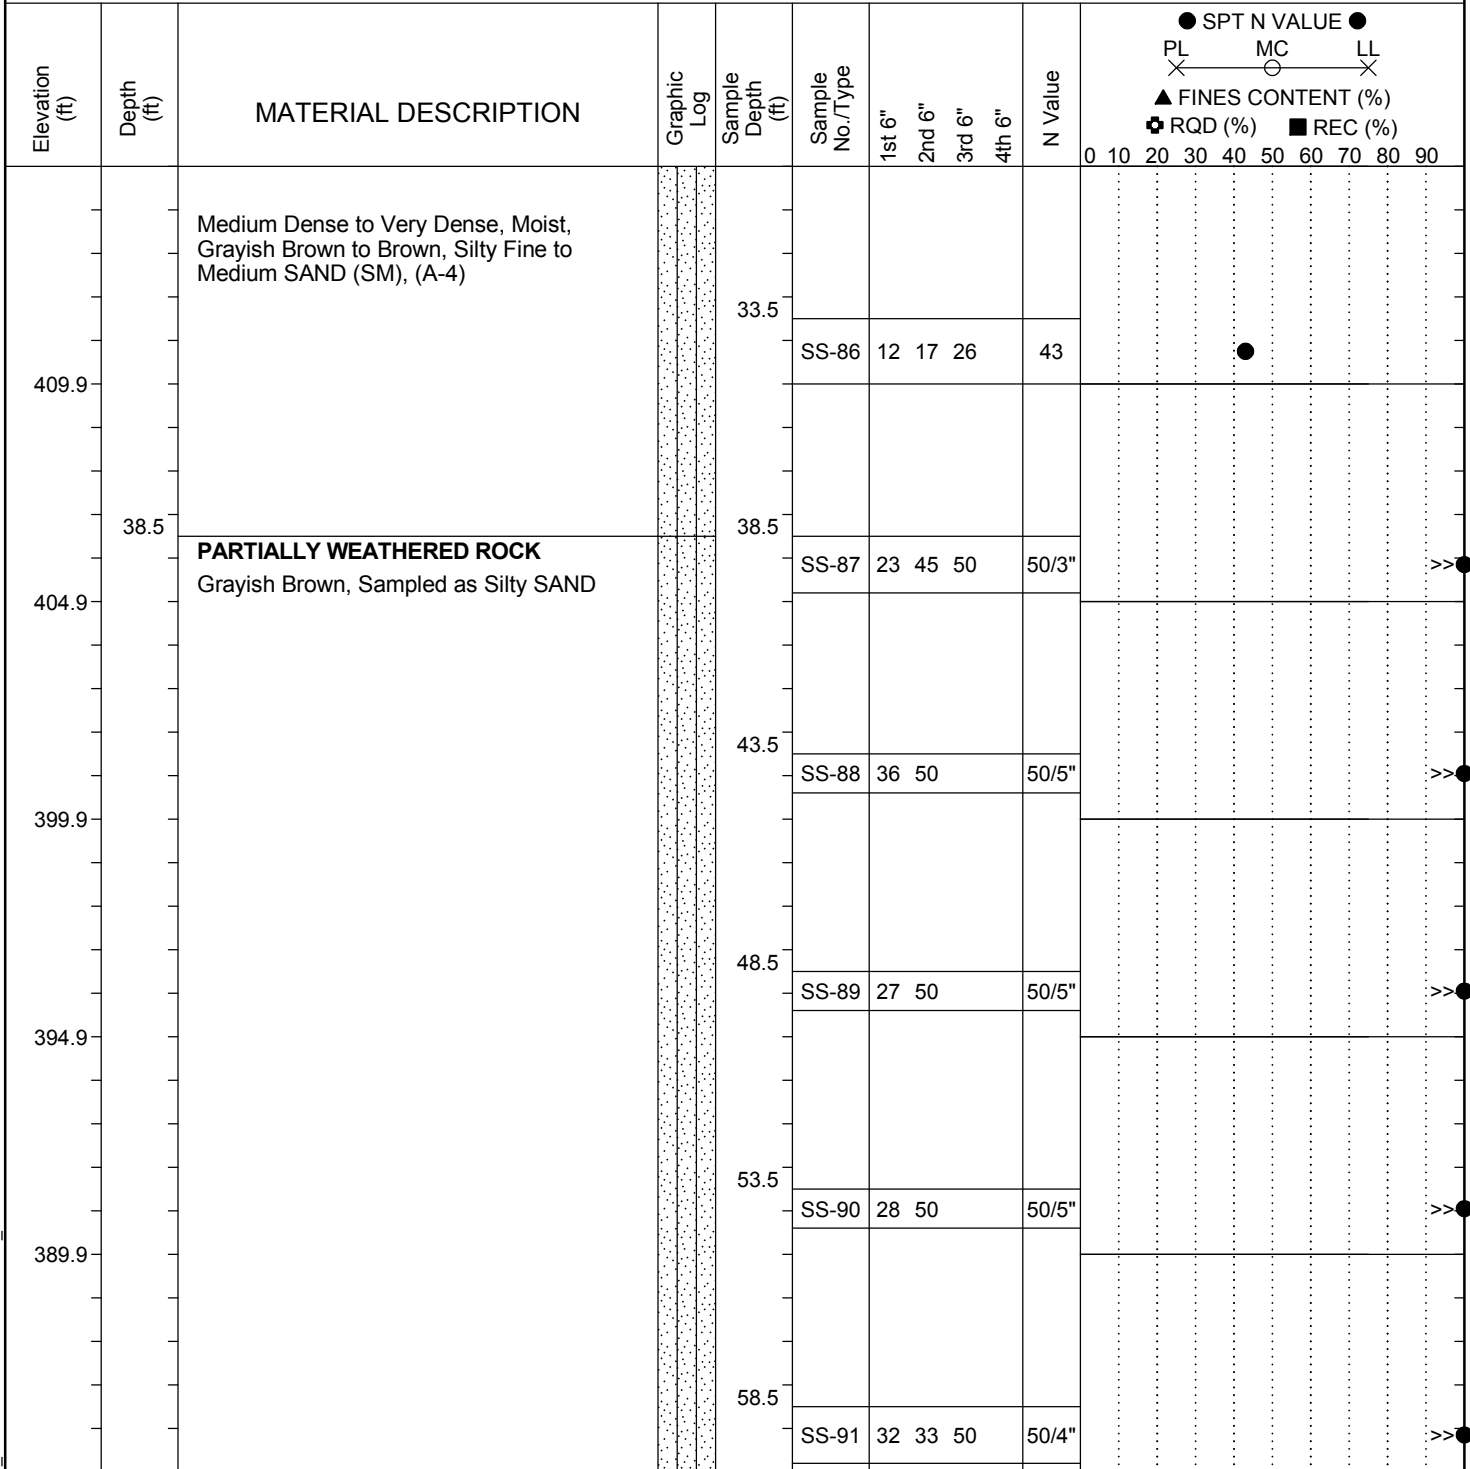 Elevation (ft)
Depth (ft)
MATERIAL DESCRIPTION
Graphic Log
Sample Depth (ft)
Sample No./Type
1st 6"
2nd 6"
3rd 6"
4th 6"
N Value
SPT N VALUE
PL MC LL
FINES CONTENT (%)
RQD (%) REC (%)
0 10 20 30 40 50 60 70 80 90
Medium Dense to Very Dense, Moist,
Grayish Brown to Brown, Silty Fine to
Medium SAND (SM), (A-4)
33.5
SS-86 12 17 26 43
409.9
38.5 38.5
PARTIALLY WEATHERED ROCK
SS-87 23 45 50 50/3" >>
Grayish Brown, Sampled as Silty SAND
404.9
43.5
SS-88 36 50 50/5" >>
399.9
48.5
SS-89 27 50 50/5" >>
394.9
53.5
SS-90 28 50 50/5" >>
389.9
58.5
SS-91 32 33 50 50/4" >>